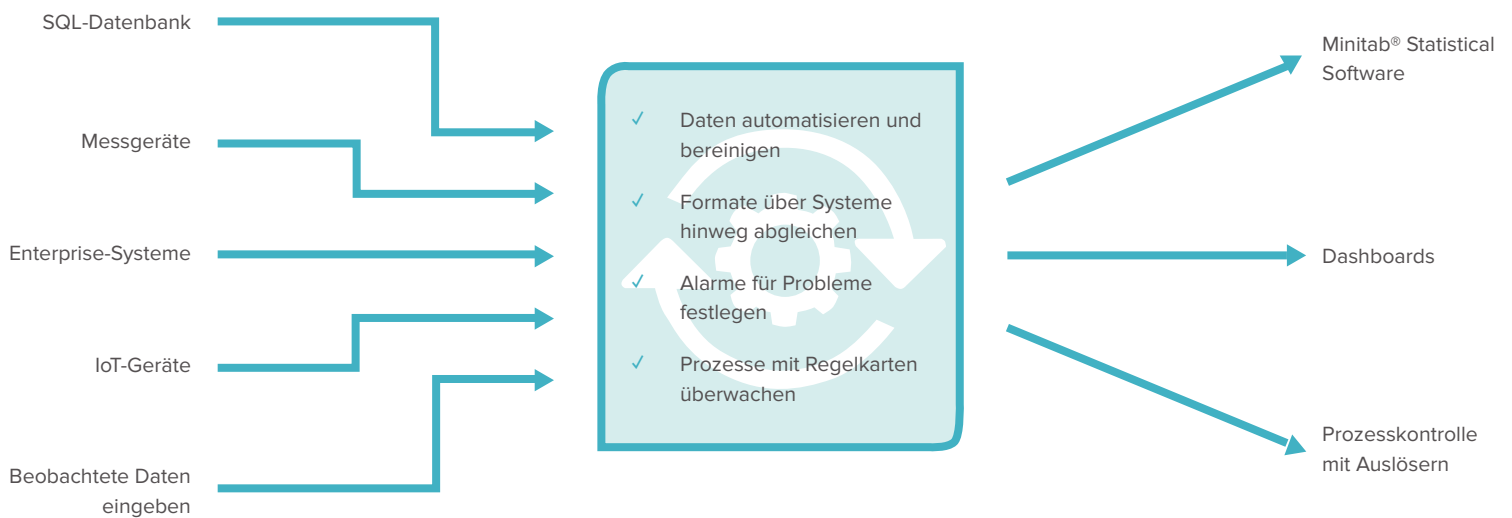 SQL-Datenbank
Messgeräte
Enterprise-Systeme
IoT-Geräte
Beobachtete Daten
eingeben
✓ Daten automatisieren und
bereinigen
✓ Formate über Systeme
hinweg abgleichen
✓ Alarme für Probleme
festlegen
✓ Prozesse mit Regelkarten
überwachen
Minitab® Statistical
Software
Dashboards
Prozesskontrolle
mit Auslösern